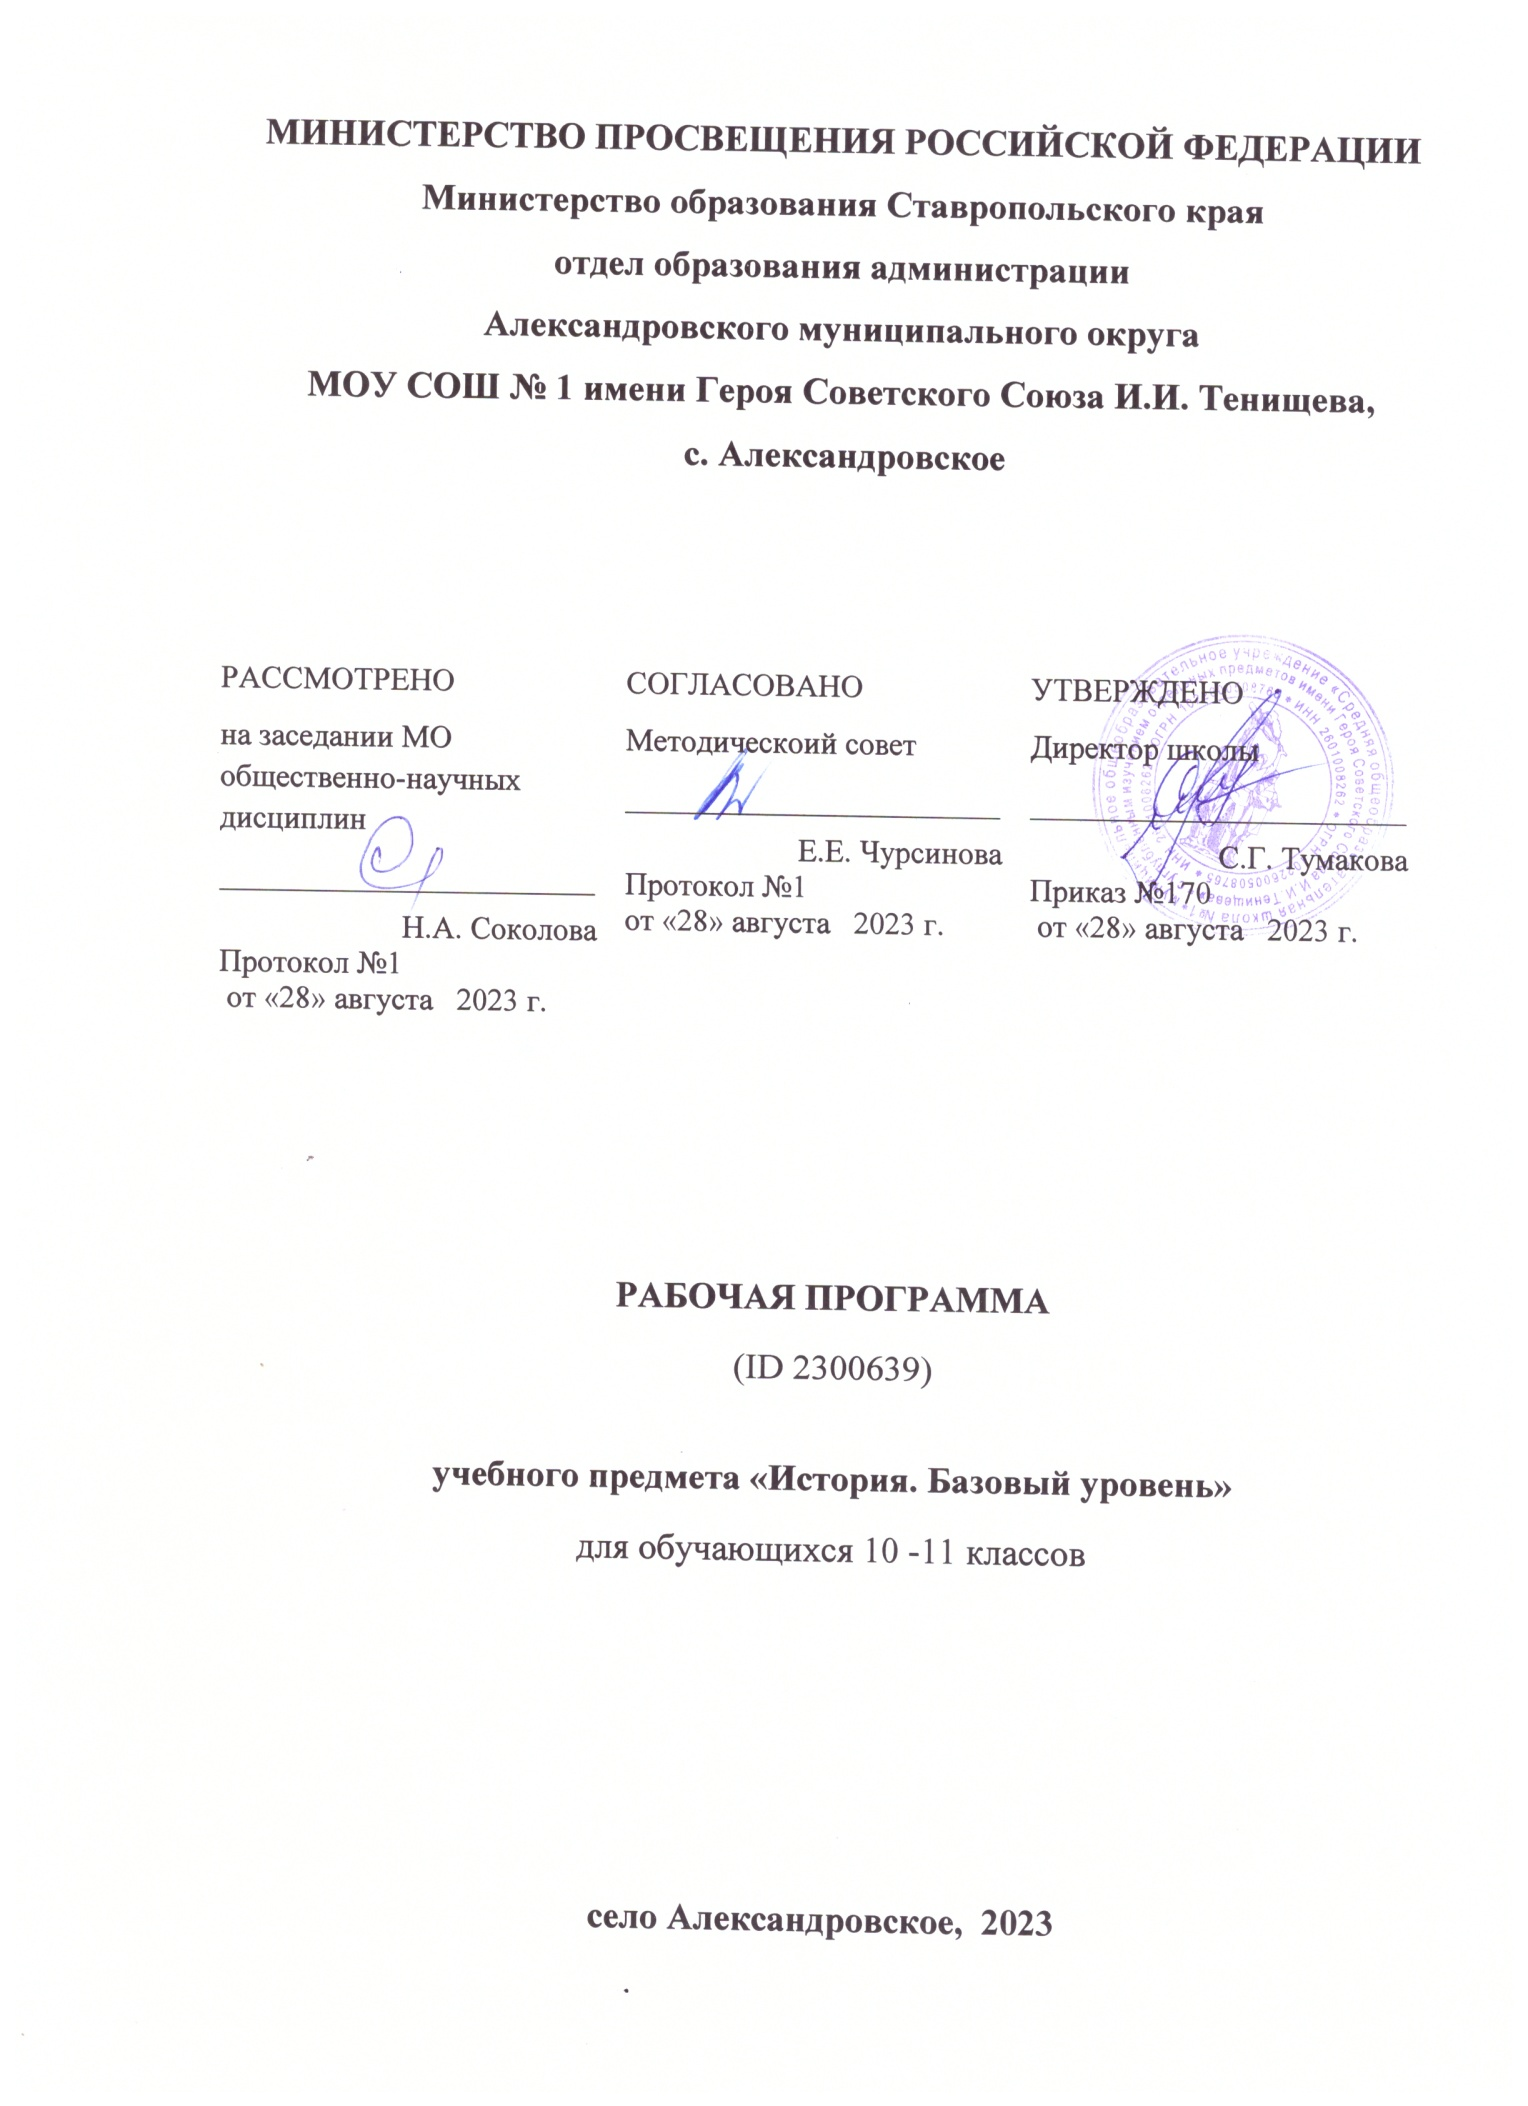 МИНИСТЕРСТВО ПРОСВЕЩЕНИЯ РОССИЙСКОЙ ФЕДЕРАЦИИ
Министерство образования Ставропольского края
отдел образования администрации
Александровского муниципального округа
МОУ СОШ № 1 имени Героя Советского Союза И.И. Тенищева,
с. Александровское
РАССМОТРЕНО
на заседании МО
общественно-научных
дисциплин
Н.А. Соколова
Протокол №1
от «28» августа 2023 г.
СОГЛАСОВАНО
Методическоий совет
Е.Е. Чурсинова
Протокол №1
от «28» августа 2023 г.
УТВЕРЖДЕНО
Директор школы
С.Г. Тумакова
Приказ №170
от «28» августа 2023 г.
РАБОЧАЯ ПРОГРАММА
(ID 2300639)
учебного предмета «История. Базовый уровень»
для обучающихся 10 -11 классов
село Александровское, 2023